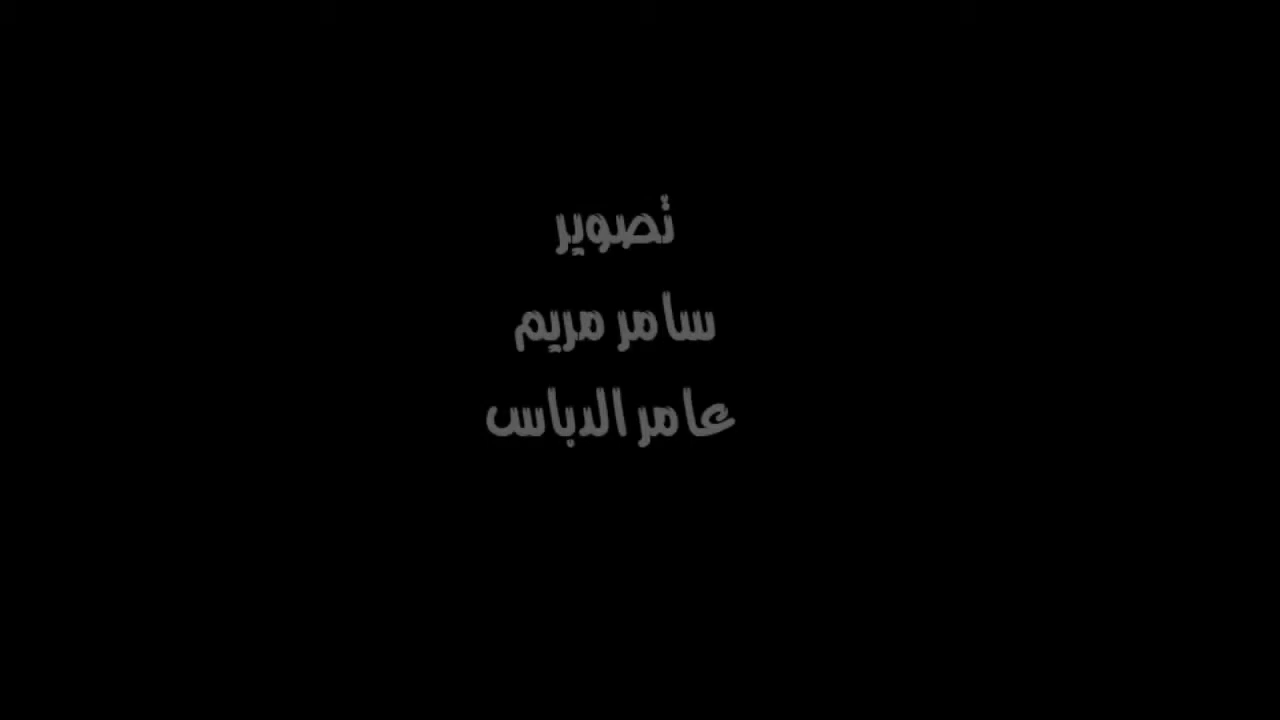 تصوير
سامر مريم
عامر الدباس